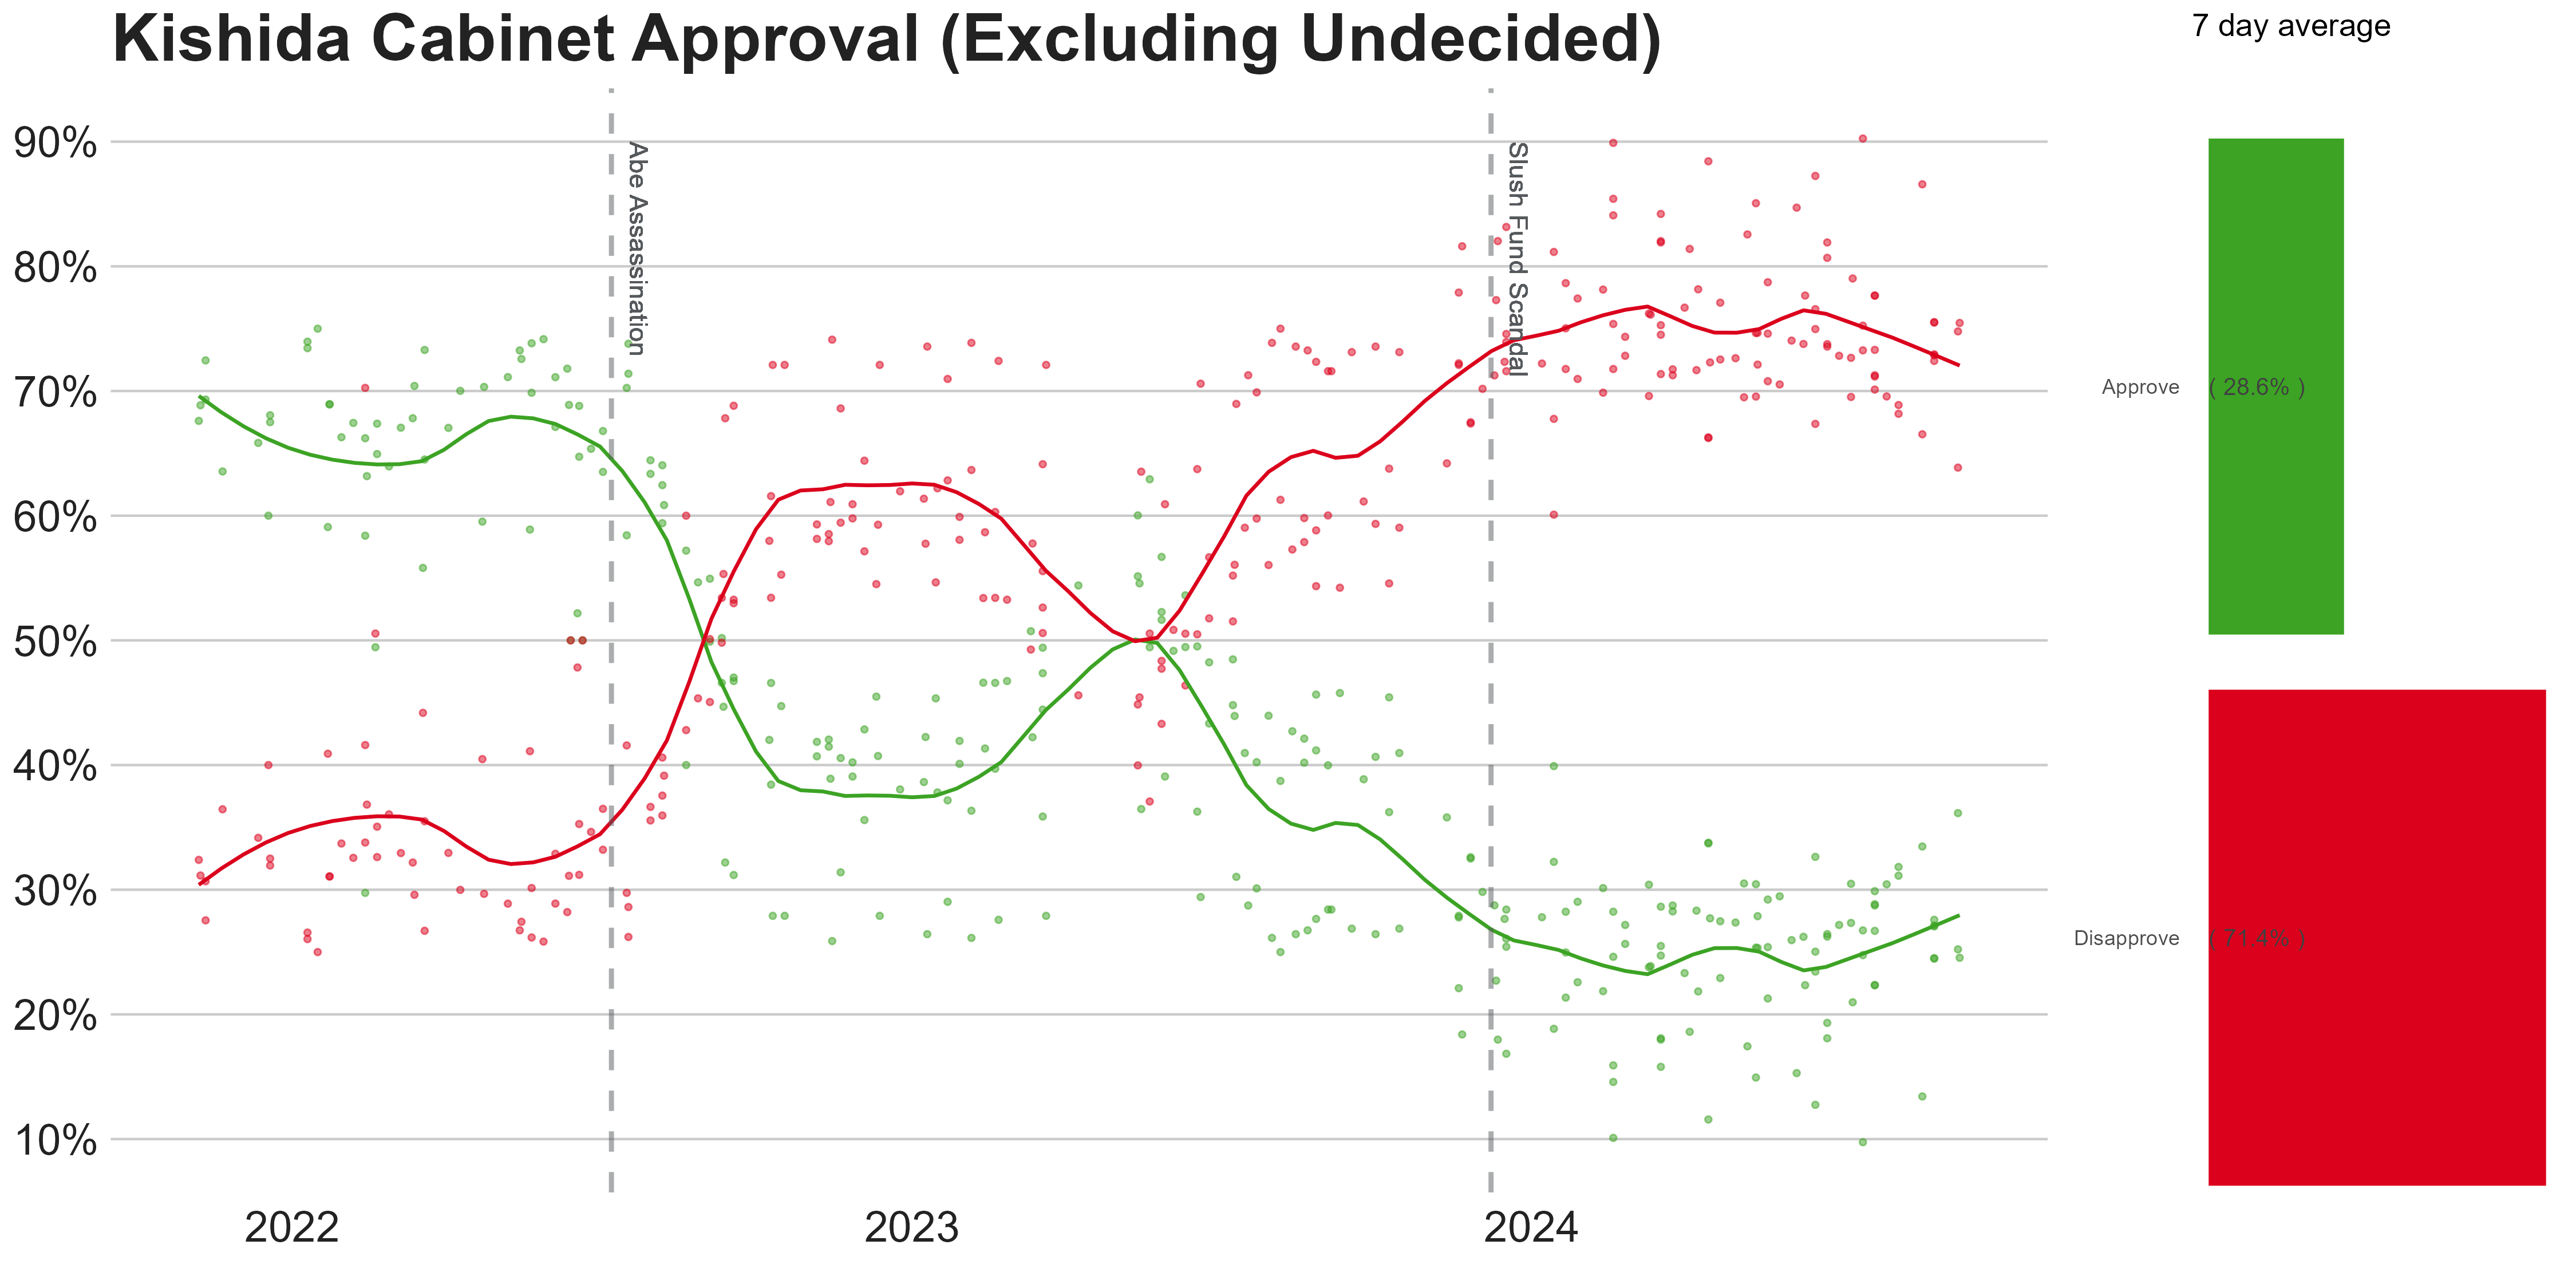 Kishida Cabinet Approval (Excluding Undecided)
7 day average
90%
80%
70%
60%
50%
40%
30%
20%
10%
Abe Assassination
Slush Fund Scandal
2022
2023
2024
Approve
( 28.6% )
Disapprove
( 71.4% )